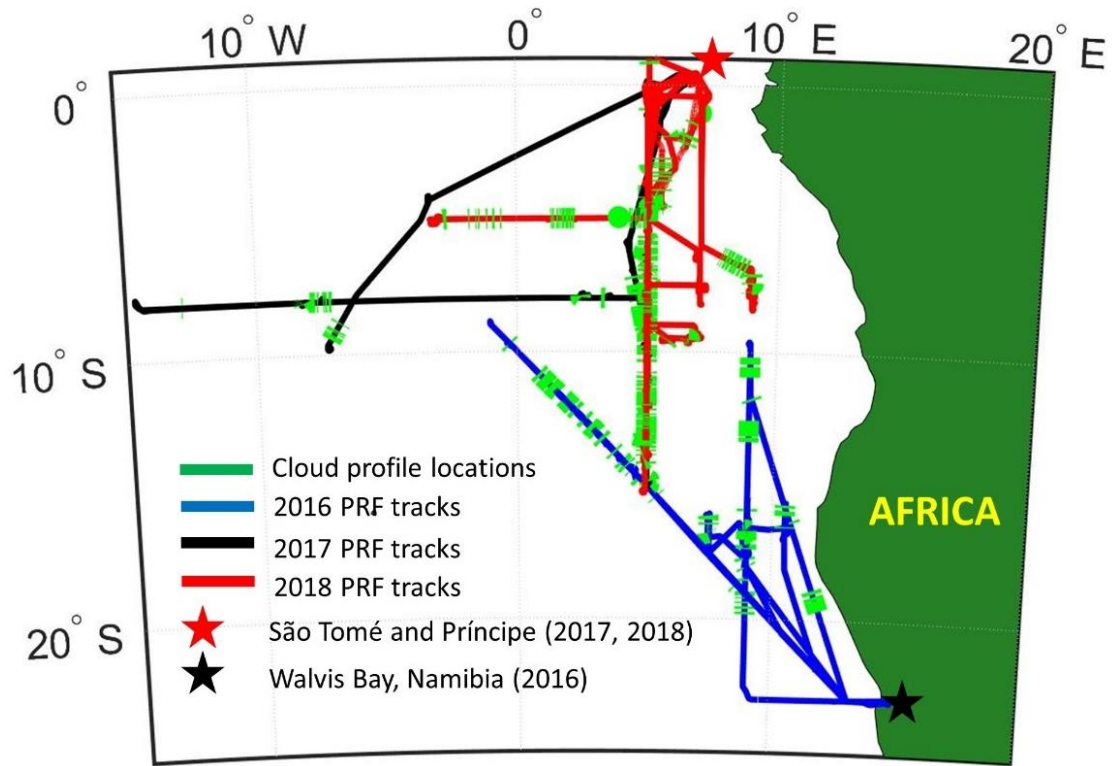 10° W
0°
10° E
20° E
0°
10° S
20° S
Cloud profile locations
2016 PRF tracks
AFRICA
2017 PRF tracks
2018 PRF tracks
São Tomé and Príncipe (2017, 2018)
Walvis Bay, Namibia (2016)